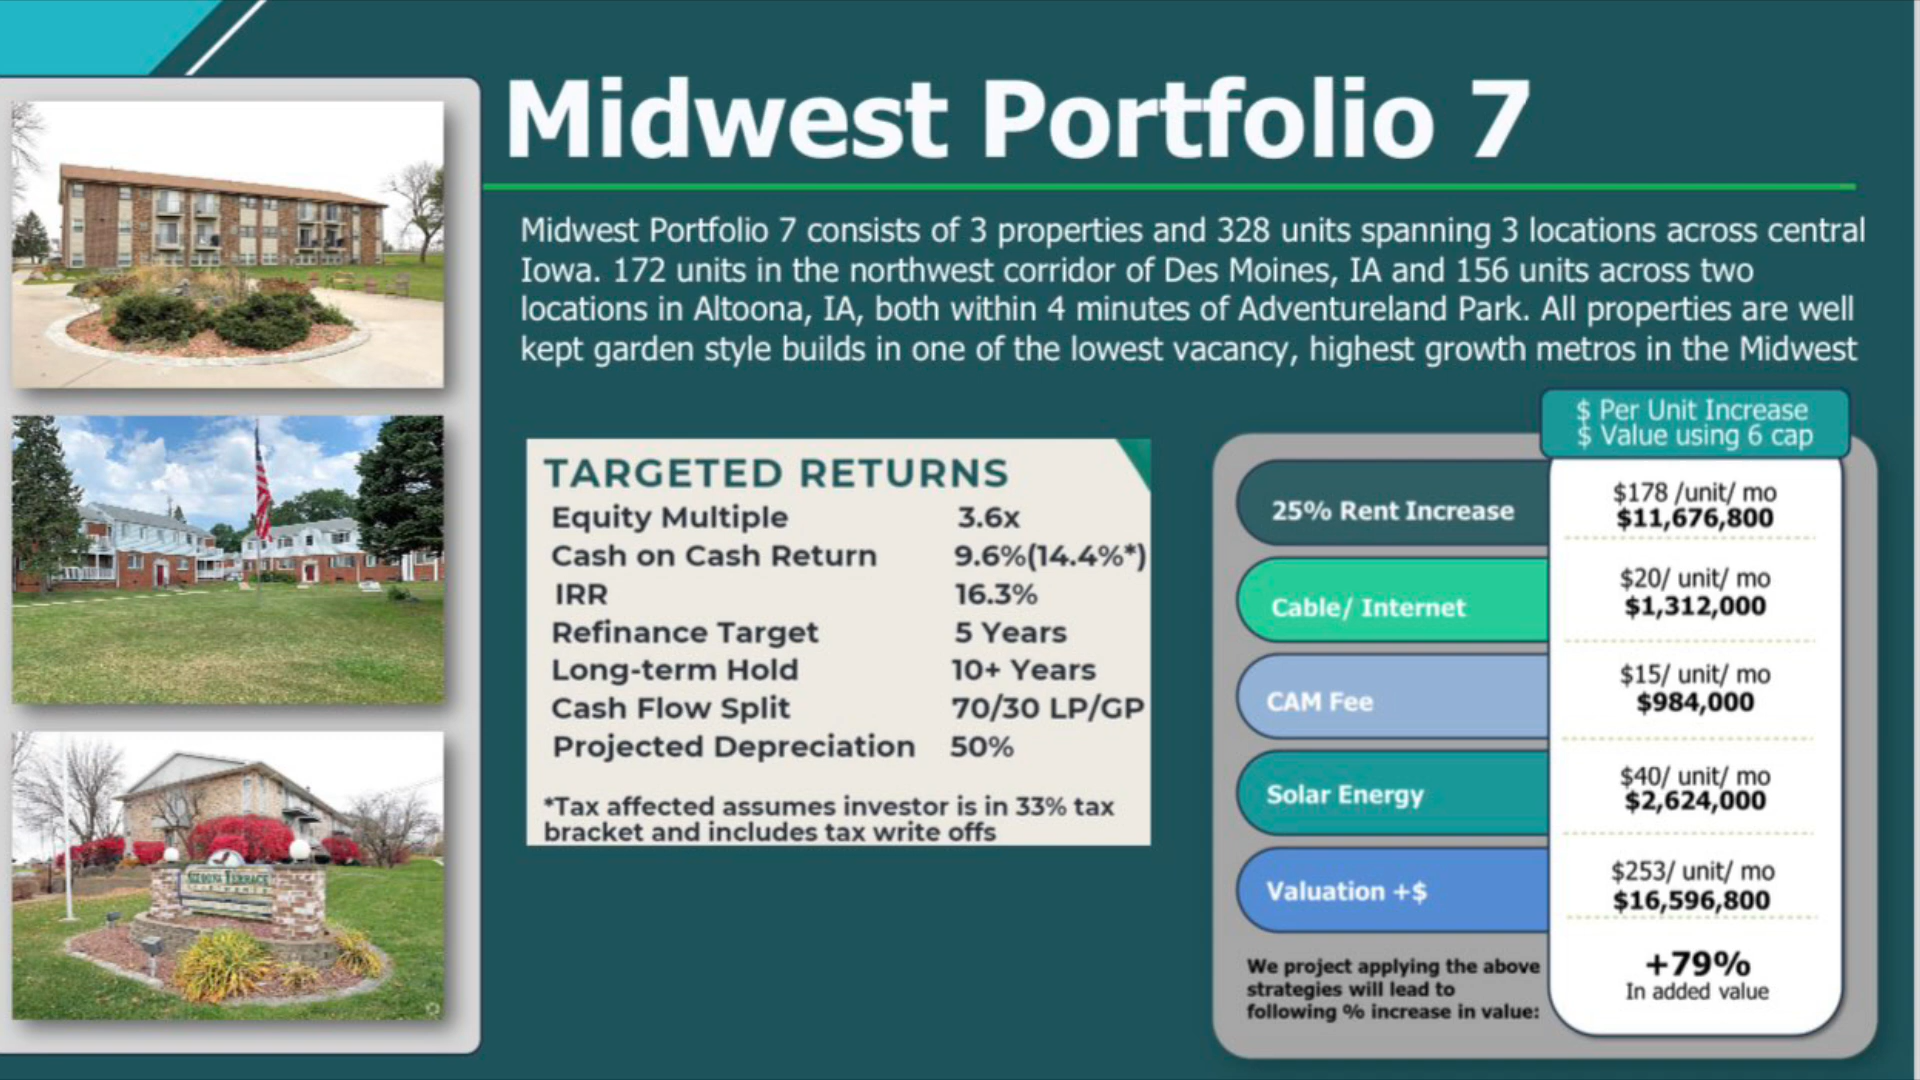 Midwest Portfolio 7
Midwest Portfolio 7 consists of 3 properties and 328 units spanning 3 locations across central
Iowa. 172 units in the northwest corridor of Des Moines, IA and 156 units across two
locations in Altoona, IA, both within 4 minutes of Adventureland Park. All properties are well
kept garden style builds in one of the lowest vacancy, highest growth metros in the Midwest
TARGETED RETURNS
Equity Multiple 3.6x
Cash on Cash Return 9.6%(14.4%*)
IRR 16.3%
Refinance Target 5 Years
Long-term Hold 10+ Years
Cash Flow Split 70/30 LP/GP
Projected Depreciation 50%
*Tax affected assumes investor is in 33% tax
bracket and includes tax write offs
$ Per Unit Increase
$ Value using 6 cap
25% Rent Increase
$178 /unit/ mo
$11,676,800
Cable/ Internet
$20/ unit/ mo
$1,312,000
CAM Fee
$15/ unit/ mo
$984,000
Solar Energy
$40/ unit/ mo
$2,624,000
Valuation +$
$253/ unit/ mo
$16,596,800
We project applying the above
strategies will lead to
following % increase in value:
+79%
In added value
ALTOONA TERRACE